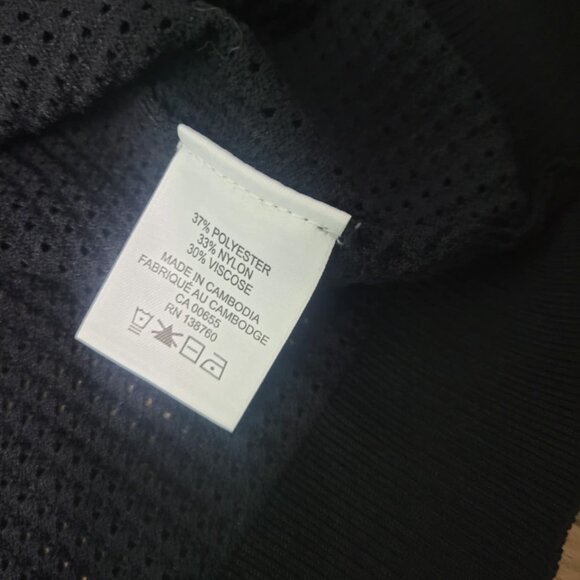 37% POLYESTER
33% NYLON
30% VISCOSE
MADE IN CAMBODIA
FABRIQUÉ AU CAMBODGE
CA 00655
RN 138760